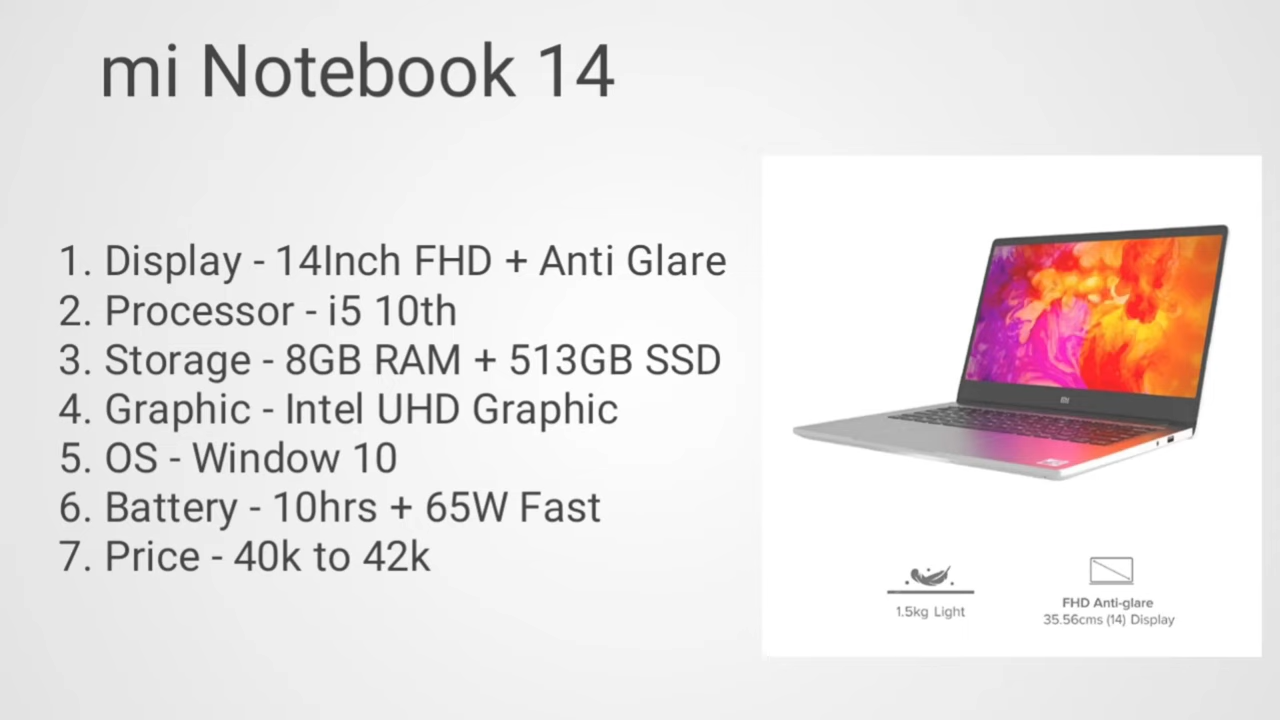 mi Notebook 14
1. Display - 14Inch FHD + Anti Glare
2. Processor - i5 10th
3. Storage - 8GB RAM + 513GB SSD
4. Graphic - Intel UHD Graphic
5. OS - Window 10
6. Battery - 10hrs + 65W Fast
7. Price - 40k to 42k
mi
1.5kg Light
FHD Anti-glare
35.56cms (14) Display